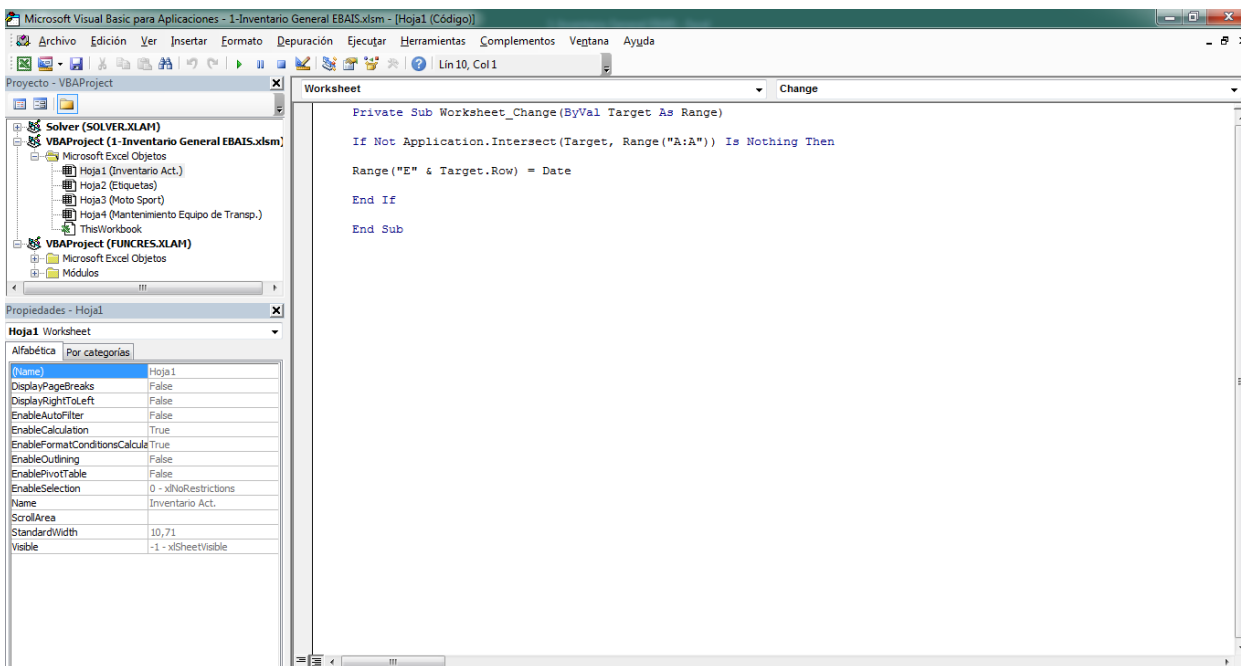 Microsoft Visual Basic para Aplicaciones - 1-Inventario General EBAIS.xlsm - [Hoja1 (Código)]
Archivo Edición Ver Insertar Formato Depuración Ejecutar Herramientas Complementos Ventana Ayuda
Lín 10, Col 1
Proyecto - VBAProject
Solver (SOLVER.XLAM)
VBAProject (1-Inventario General EBAIS.xlsm)
Microsoft Excel Objetos
Hoja1 (Inventario Act.)
Hoja2 (Etiquetas)
Hoja3 (Moto Sport)
Hoja4 (Mantenimiento Equipo de Transp.)
ThisWorkbook
VBAProject (FUNCRES.XLAM)
Microsoft Excel Objetos
Módulos
Propiedades - Hoja1
Hoja1 Worksheet
Alfabética Por categorías
(Name) Hoja1
DisplayPageBreaks False
DisplayRightToLeft False
EnableAutoFilter False
EnableCalculation True
EnableFormatConditionsCalcula True
EnableOutlining False
EnablePivotTable False
EnableSelection 0 - xlNoRestrictions
Name Inventario Act.
ScrollArea
StandardWidth 10,71
Visible -1 - xlSheetVisible
Worksheet Change
Private Sub Worksheet_Change(ByVal Target As Range)
If Not Application.Intersect(Target, Range("A:A")) Is Nothing Then
Range("E" & Target.Row) = Date
End If
End Sub